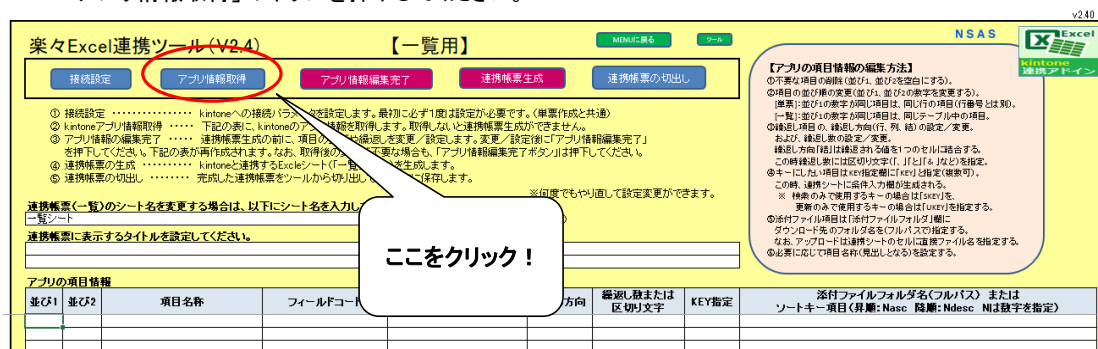 v2.40
楽々Excel連携ツール(V2.4)
【一覧用】
MENUに戻る
ツール
NSAS
Excel
kintone
連携アドイン
接続設定
アプリ情報取得
アプリ情報編集完了
連携帳票生成
連携帳票の切出し
① 接続設定 ‥‥‥‥‥‥‥ kintoneへの接続パラメータを設定します。最初に必ず1度は設定が必要です。(単票作成と共通)
② kintoneアプリ情報取得 ‥‥‥ 下記の表に、kintoneのアプリ情報を取得します。取得しないと連携帳票生成ができません。
③ アプリ情報の編集完了 ‥‥‥ 連携帳票生成の前に、項目の
や繰返しを変更/設定します。変更/設定後に「アプリ情報編集完了」
を押下してください。下記の表が再作成されます。なお、取得後の
不要な場合も、「アプリ情報編集完了ボタン」は押下してください。
④ 連携帳票の生成 ‥‥‥‥ kintoneと連携するExcelシート(「一覧
を生成します。
⑤ 連携帳票の切出し ‥‥‥ 完成した連携帳票をツールから切り出して
に保存します。
※何度でもやり直して設定変更ができます。
連携帳票(一覧)のシート名を変更する場合は、以下にシート名を入力し
一覧シート
連携帳票に表示するタイトルを設定してください。
【アプリの項目情報の編集方法】
①不要な項目の削除(並び1、並び2を空白にする)。
②項目の並び順の変更(並び1、並び2の数字を変更する)。
[単票]:並び1の数字が同じ項目は、同じ行の項目(行番号とは別)。
[一覧]:並び1の数字が同じ項目は、同じテーブル中の項目。
③繰返し項目の、繰返し方向(行、列、結)の設定/変更。
および、繰返し数の設定/変更。
繰返し方向「結」は繰返される値を1つのセルに結合する。
この時繰返し数には区切り文字(「、」「」「&」など)を指定。
④キーにしたい項目はKEY指定欄に「KEY」と指定(複数可)。
この時、連携シートに条件入力欄が生成される。
※ 検索のみで使用するキーの場合は「SKEY」を、
更新のみで使用するキーの場合は「UKEY」を指定する。
⑤添付ファイル項目は「添付ファイルフォルダ」欄に
ダウンロード先のフォルダ名を(フルパスで)指定する。
なお、アップロードは連携シートのセルに直接ファイル名を指定する。
⑥必要に応じて項目名称(見出しとなる)を設定する。
ここをクリック！
アプリの項目情報
並び1
並び2
項目名称
フィールドコード
方向
繰返し数または
区切り文字
KEY指定
添付ファイルフォルダ名(フルパス) または
ソートキー項目(昇順:Nasc 降順:Ndesc Nは数字を指定)